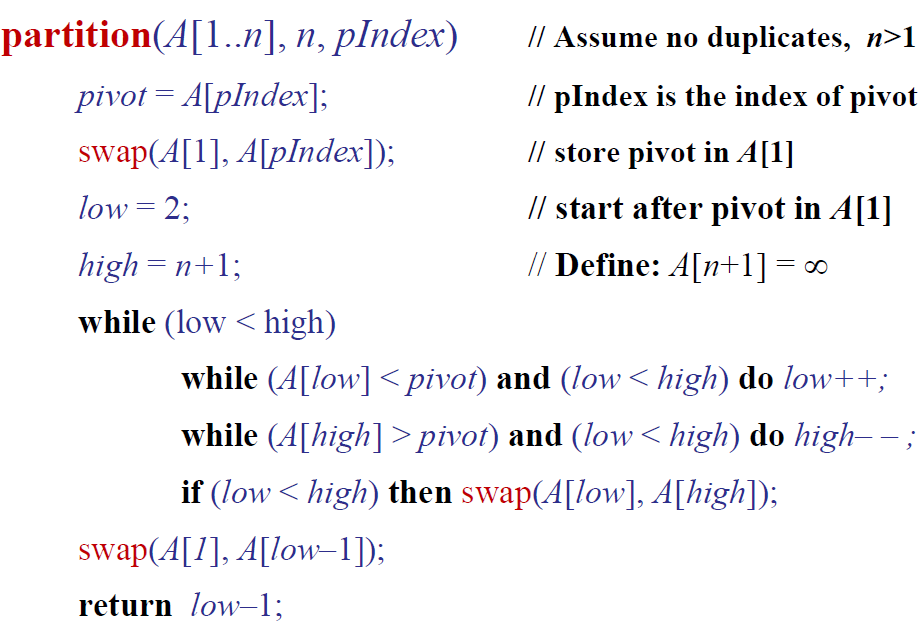 partition(A[1..n], n, pIndex) // Assume no duplicates, n>1
pivot = A[pIndex]; // pIndex is the index of pivot
swap(A[1], A[pIndex]); // store pivot in A[1]
low = 2; // start after pivot in A[1]
high = n+1; // Define: A[n+1] = ∞
while (low < high)
while (A[low] < pivot) and (low < high) do low++;
while (A[high] > pivot) and (low < high) do high– – ;
if (low < high) then swap(A[low], A[high]);
swap(A[1], A[low–1]);
return low–1;